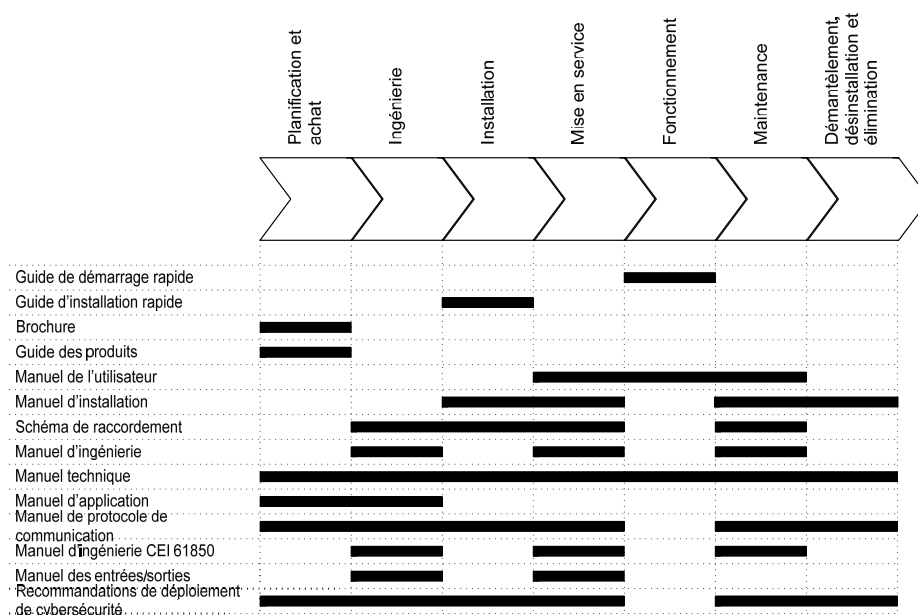 Planification et
achat
Ingénierie
Installation
Mise en service
Fonctionnement
Maintenance
Démantèlement,
désinstallation et
élimination
Guide de démarrage rapide
Guide d’installation rapide
Brochure
Guide des produits
Manuel de l’utilisateur
Manuel d’installation
Schéma de raccordement
Manuel d’ingénierie
Manuel technique
Manuel d’application
Manuel de protocole de
communication
Manuel d’ingénierie CEI 61850
Manuel des entrées/sorties
Recommandations de déploiement
de cybersécurité